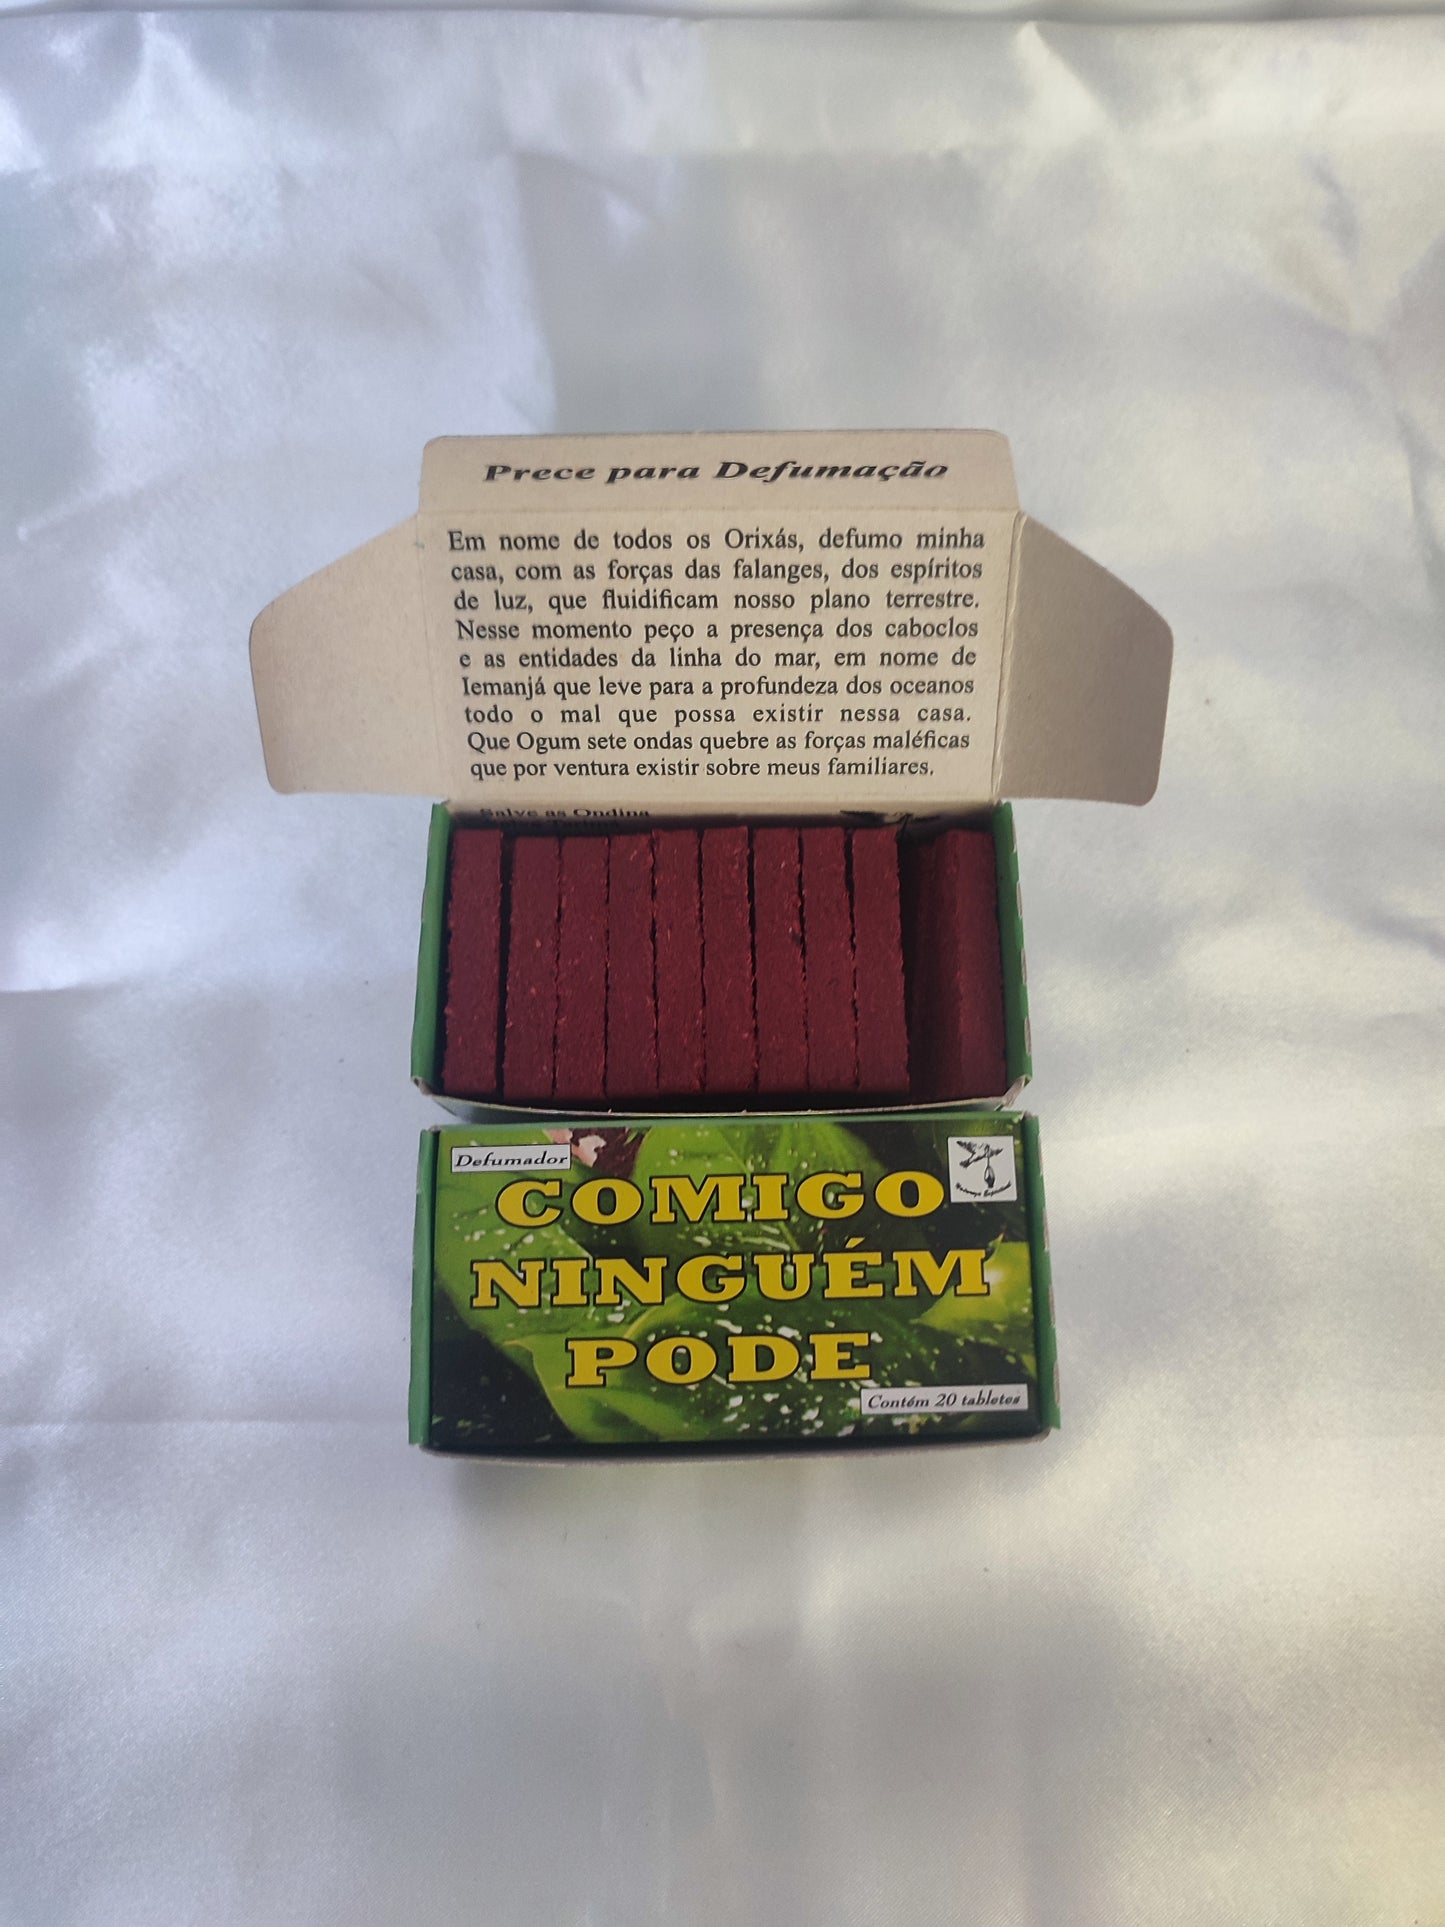 Prece para Defumação
Em nome de todos os Orixás, defumo minha
casa, com as forças das falanges, dos espíritos
de luz, que fluidificam nosso plano terrestre.
Nesse momento peço a presença dos caboclos
e as entidades da linha do mar, em nome de
Iemanjá que leve para a profundeza dos oceanos
todo o mal que possa existir nessa casa.
Que Ogum sete ondas quebre as forças maléficas
que por ventura existir sobre meus familiares.
Salve as Ondina
Defumador
COMIGO
NINGUÉM
PODE
Contém 20 tabletes